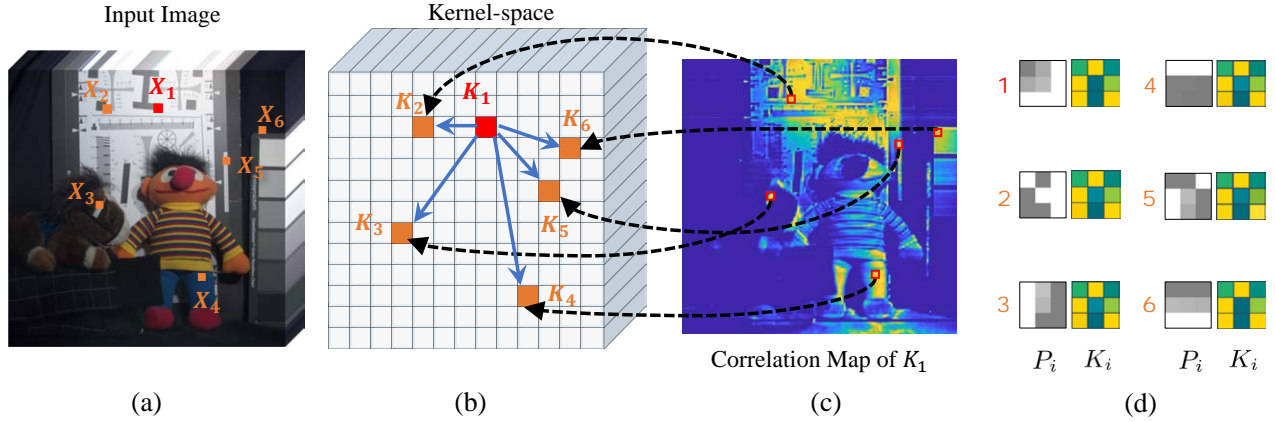 Input Image
Kernel-space
X₁
X₂
X₃
X₄
X₅
X₆
K₁
K₂
K₃
K₄
K₅
K₆
Correlation Map of K₁
1
2
3
4
5
6
Pᵢ Kᵢ Pᵢ Kᵢ
(a) (b) (c) (d)